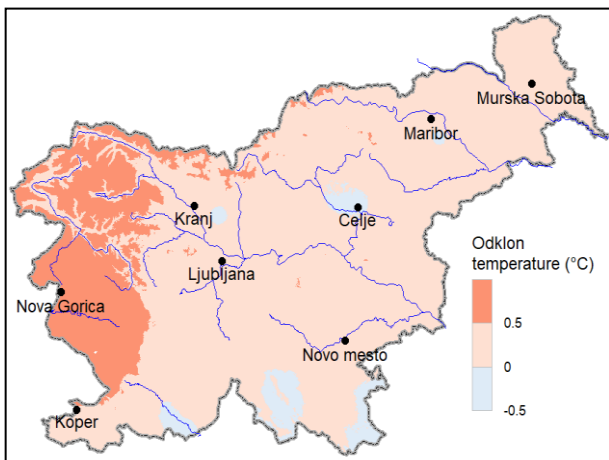 Murska Sobota
Maribor
Kranj
Celje
Ljubljana
Nova Gorica
Novo mesto
Koper
Odklon
temperature (°C)
0.5
0
-0.5